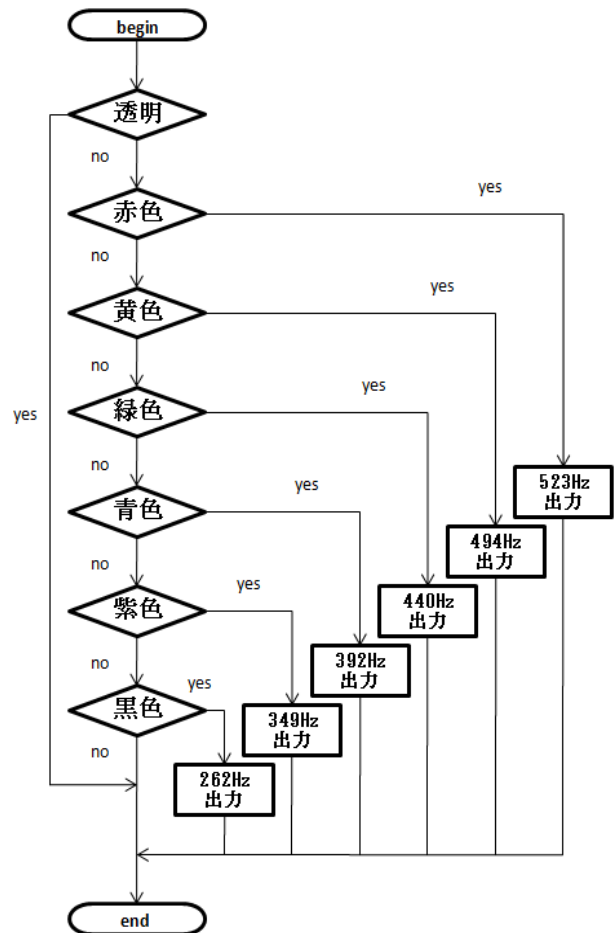 begin
透明
no
yes
赤色
no
yes
黄色
no
yes
yes
緑色
no
523Hz
出力
yes
青色
494Hz
出力
no
yes
440Hz
出力
紫色
392Hz
出力
no
yes
黒色
349Hz
出力
no
262Hz
出力
end